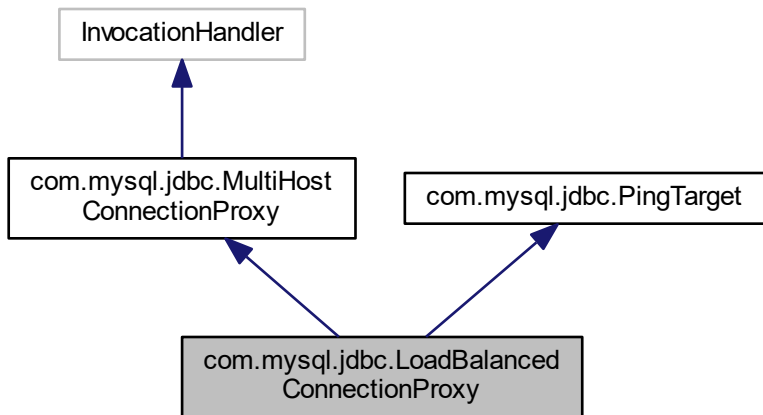 InvocationHandler
com.mysql.jdbc.MultiHost
ConnectionProxy
com.mysql.jdbc.PingTarget
com.mysql.jdbc.LoadBalanced
ConnectionProxy